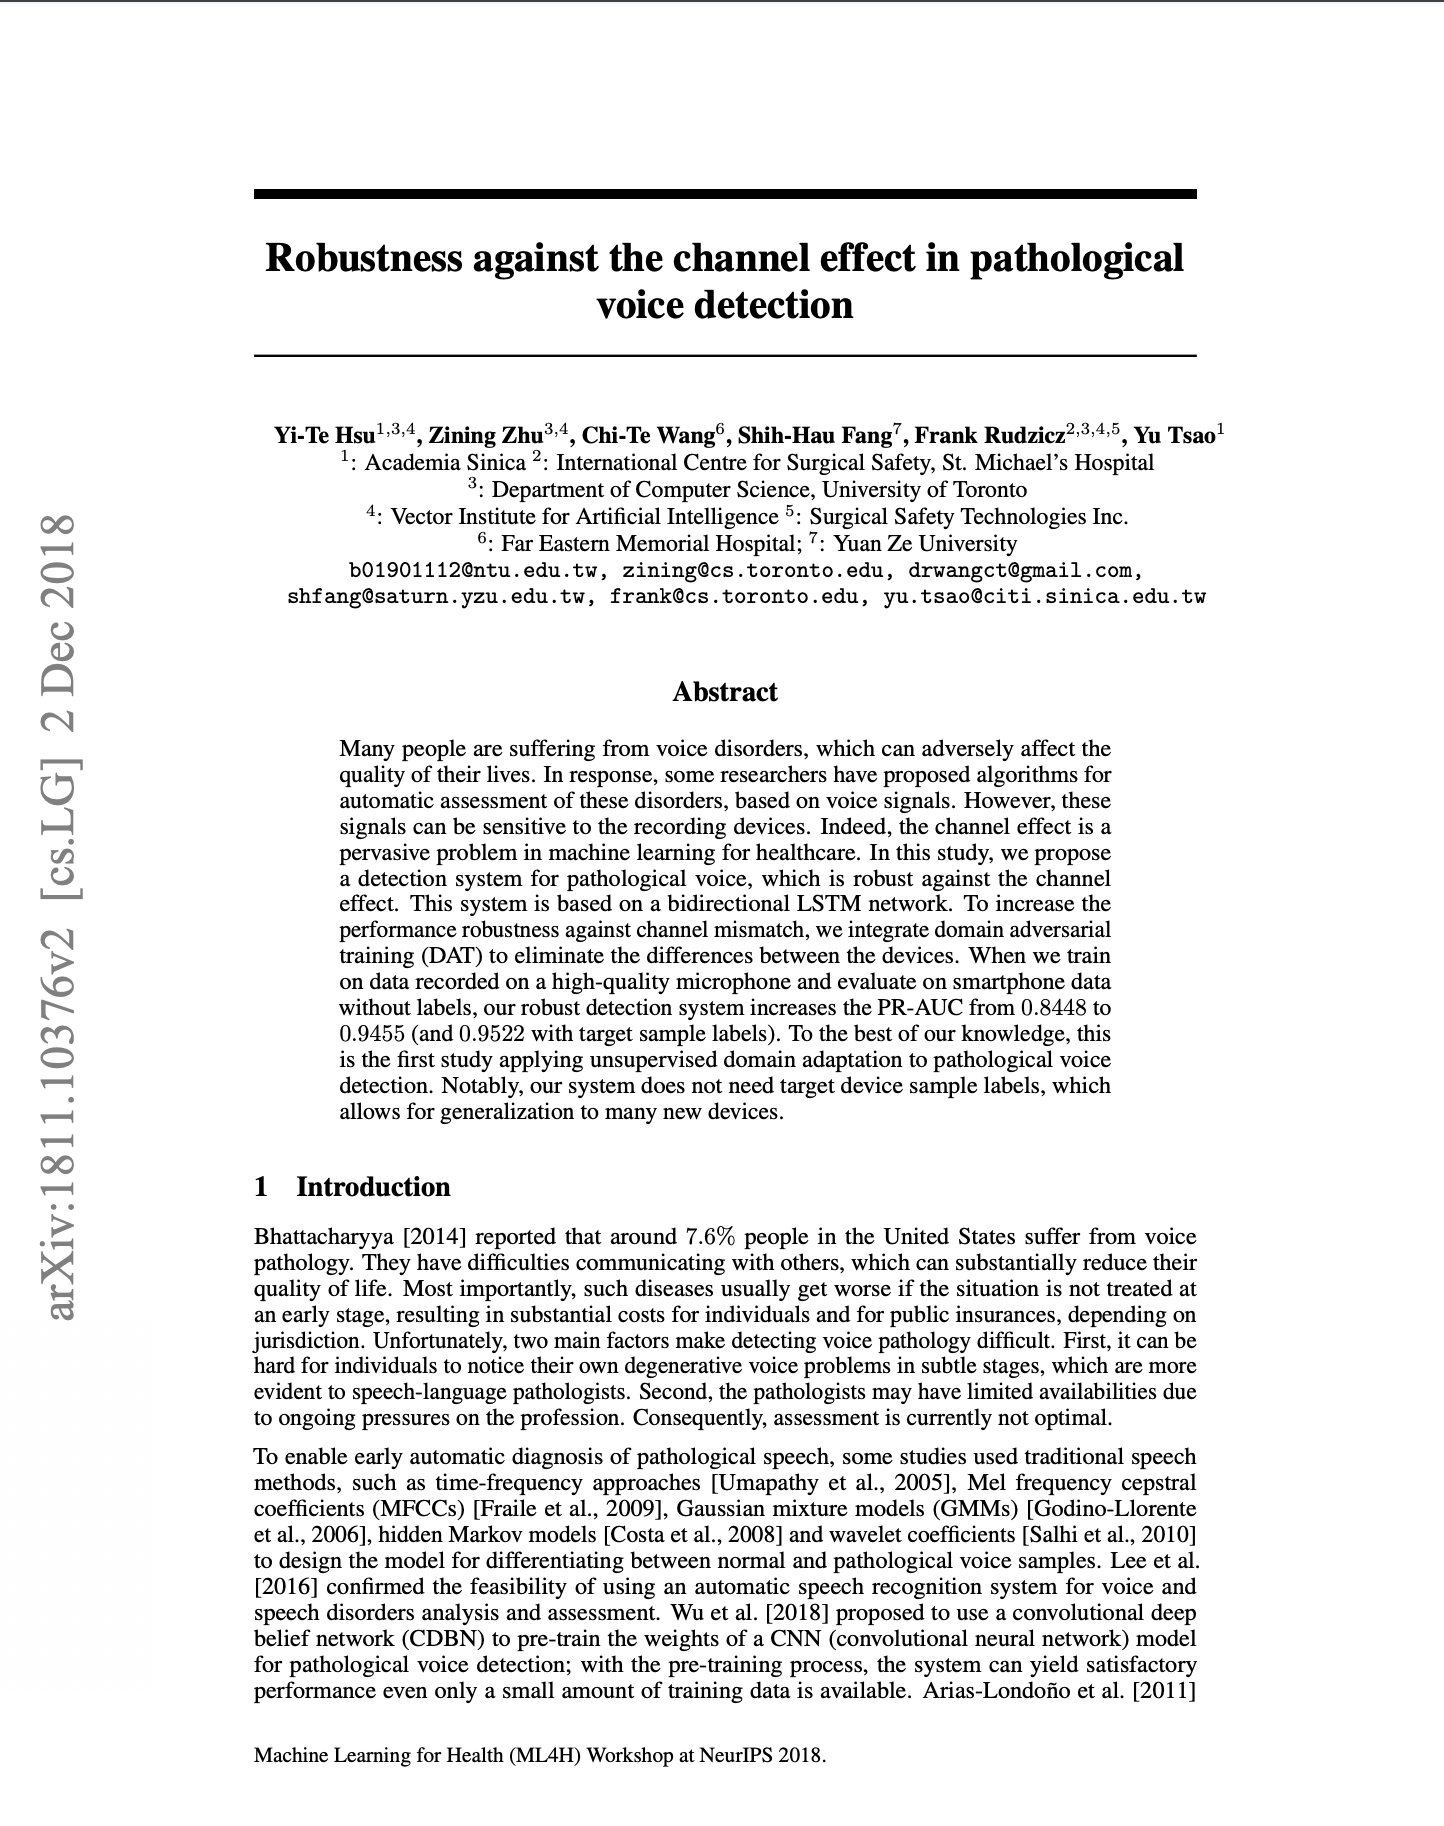 Robustness against the channel effect in pathological
voice detection
Yi-Te Hsu1,3,4, Zining Zhu3,4, Chi-Te Wang6, Shih-Hau Fang7, Frank Rudzicz2,3,4,5, Yu Tsao1
1: Academia Sinica 2: International Centre for Surgical Safety, St. Michael's Hospital
3: Department of Computer Science, University of Toronto
4: Vector Institute for Artificial Intelligence 5: Surgical Safety Technologies Inc.
6: Far Eastern Memorial Hospital; 7: Yuan Ze University
b01901112@ntu.edu.tw, zining@cs.toronto.edu, drwangct@gmail.com,
shfang@saturn.yzu.edu.tw, frank@cs.toronto.edu, yu.tsao@citi.sinica.edu.tw
Abstract
Many people are suffering from voice disorders, which can adversely affect the
quality of their lives. In response, some researchers have proposed algorithms for
automatic assessment of these disorders, based on voice signals. However, these
signals can be sensitive to the recording devices. Indeed, the channel effect is a
pervasive problem in machine learning for healthcare. In this study, we propose
a detection system for pathological voice, which is robust against the channel
effect. This system is based on a bidirectional LSTM network. To increase the
performance robustness against channel mismatch, we integrate domain adversarial
training (DAT) to eliminate the differences between the devices. When we train
on data recorded on a high-quality microphone and evaluate on smartphone data
without labels, our robust detection system increases the PR-AUC from 0.8448 to
0.9455 (and 0.9522 with target sample labels). To the best of our knowledge, this
is the first study applying unsupervised domain adaptation to pathological voice
detection. Notably, our system does not need target device sample labels, which
allows for generalization to many new devices.
1 Introduction
Bhattacharyya [2014] reported that around 7.6% people in the United States suffer from voice
pathology. They have difficulties communicating with others, which can substantially reduce their
quality of life. Most importantly, such diseases usually get worse if the situation is not treated at
an early stage, resulting in substantial costs for individuals and for public insurances, depending on
jurisdiction. Unfortunately, two main factors make detecting voice pathology difficult. First, it can be
hard for individuals to notice their own degenerative voice problems in subtle stages, which are more
evident to speech-language pathologists. Second, the pathologists may have limited availabilities due
to ongoing pressures on the profession. Consequently, assessment is currently not optimal.
To enable early automatic diagnosis of pathological speech, some studies used traditional speech
methods, such as time-frequency approaches [Umapathy et al., 2005], Mel frequency cepstral
coefficients (MFCCs) [Fraile et al., 2009], Gaussian mixture models (GMMs) [Godino-Llorente
et al., 2006], hidden Markov models [Costa et al., 2008] and wavelet coefficients [Salhi et al., 2010]
to design the model for differentiating between normal and pathological voice samples. Lee et al.
[2016] confirmed the feasibility of using an automatic speech recognition system for voice and
speech disorders analysis and assessment. Wu et al. [2018] proposed to use a convolutional deep
belief network (CDBN) to pre-train the weights of a CNN (convolutional neural network) model
for pathological voice detection; with the pre-training process, the system can yield satisfactory
performance even only a small amount of training data is available. Arias-Londoño et al. [2011]
Machine Learning for Health (ML4H) Workshop at NeurIPS 2018.
arXiv:1811.10376v2 [cs.LG] 2 Dec 2018